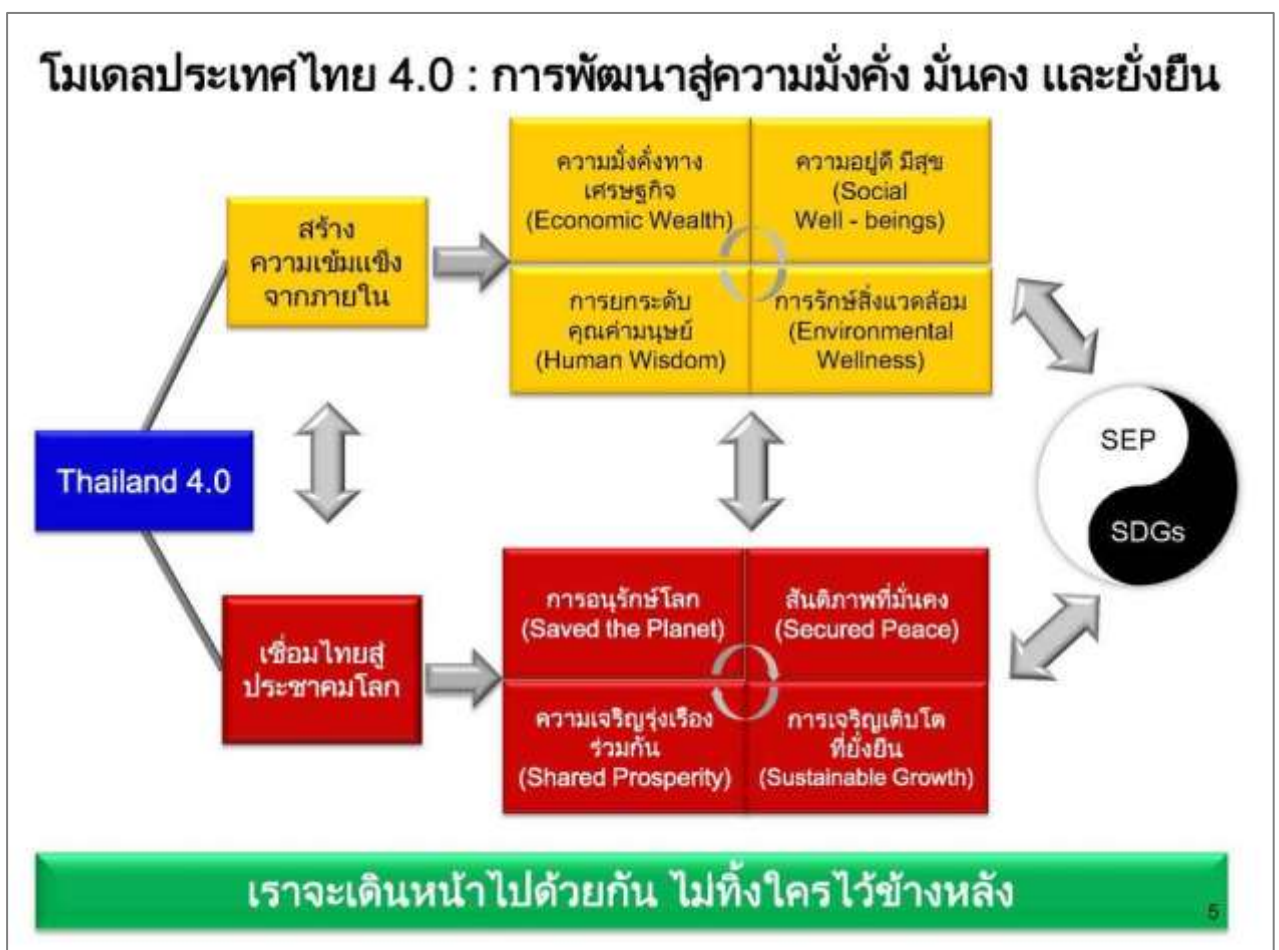 โมเดลประเทศไทย 4.0 : การพัฒนาสู่ความมั่งคั่ง มั่นคง และยั่งยืน
สร้าง
ความเข้มแข็ง
จากภายใน
ความมั่งคั่งทาง
เศรษฐกิจ
(Economic Wealth)
ความอยู่ดี มีสุข
(Social
Well - beings)
การยกระดับ
คุณค่ามนุษย์
(Human Wisdom)
การรักษ์สิ่งแวดล้อม
(Environmental
Wellness)
Thailand 4.0
SEP
SDGs
เชื่อมไทยสู่
ประชาคมโลก
การอนุรักษ์โลก
(Saved the Planet)
สันติภาพที่มั่นคง
(Secured Peace)
ความเจริญรุ่งเรือง
ร่วมกัน
(Shared Prosperity)
การเจริญเติบโต
ที่ยั่งยืน
(Sustainable Growth)
เราจะเดินหน้าไปด้วยกัน ไม่ทิ้งใครไว้ข้างหลัง
5